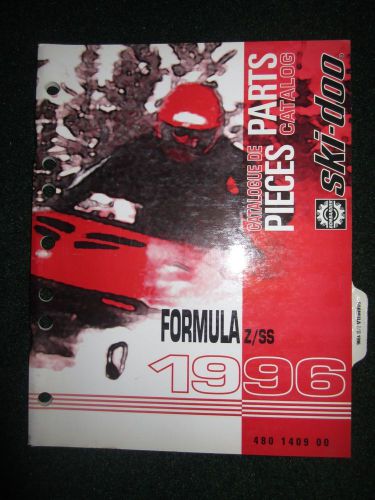 CATALOGUE DE
PIECES
PARTS
CATALOG
ski-doo
FORMULA Z/SS
1996
480 1409 00